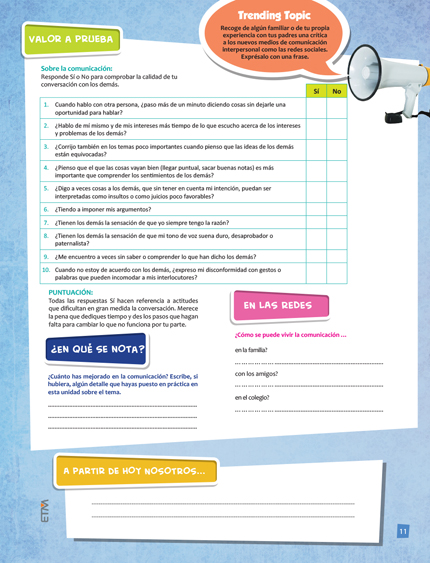 Trending Topic
Recoge de algún familiar o de tu propia
experiencia con tus padres una crítica
a los nuevos medios de comunicación
interpersonal como las redes sociales.
Exprésalo con una frase.
VALOR A PRUEBA
Sobre la comunicación:
Responde Sí o No para comprobar la calidad de tu
conversación con los demás.
Sí No
1. Cuando hablo con otra persona, ¿paso más de un minuto diciendo cosas sin dejarle una
oportunidad para hablar?
2. ¿Hablo de mí mismo y de mis intereses más tiempo de lo que escucho acerca de los intereses
y problemas de los demás?
3. ¿Corrijo también en los temas poco importantes cuando pienso que las ideas de los demás
están equivocadas?
4. ¿Pienso que el que las cosas vayan bien (llegar puntual, sacar buenas notas) es más
importante que comprender los sentimientos de los demás?
5. ¿Digo a veces cosas a los demás, que sin tener en cuenta mi intención, puedan ser
interpretadas como insultos o como juicios poco favorables?
6. ¿Tiendo a imponer mis argumentos?
7. ¿Tienen los demás la sensación de que yo siempre tengo la razón?
8. ¿Tienen los demás la sensación de que mi tono de voz suena duro, desaprobador o
paternalista?
9. ¿Me encuentro a veces sin saber o comprender lo que han dicho los demás?
10. Cuando no estoy de acuerdo con los demás, ¿expreso mi disconformidad con gestos o
palabras que pueden incomodar a mis interlocutores?
PUNTUACIÓN:
Todas las respuestas Sí hacen referencia a actitudes
que dificultan en gran medida la conversación. Merece
la pena que dediques tiempo y des los pasos que hagan
falta para cambiar lo que no funciona por tu parte.
¿EN QUÉ SE NOTA?
¿Cuánto has mejorado en la comunicación? Escribe, si
hubiera, algún detalle que hayas puesto en práctica en
esta unidad sobre el tema.
EN LAS REDES
¿Cómo se puede vivir la comunicación ...
en la familia?
con los amigos?
en el colegio?
A PARTIR DE HOY NOSOTROS...
11